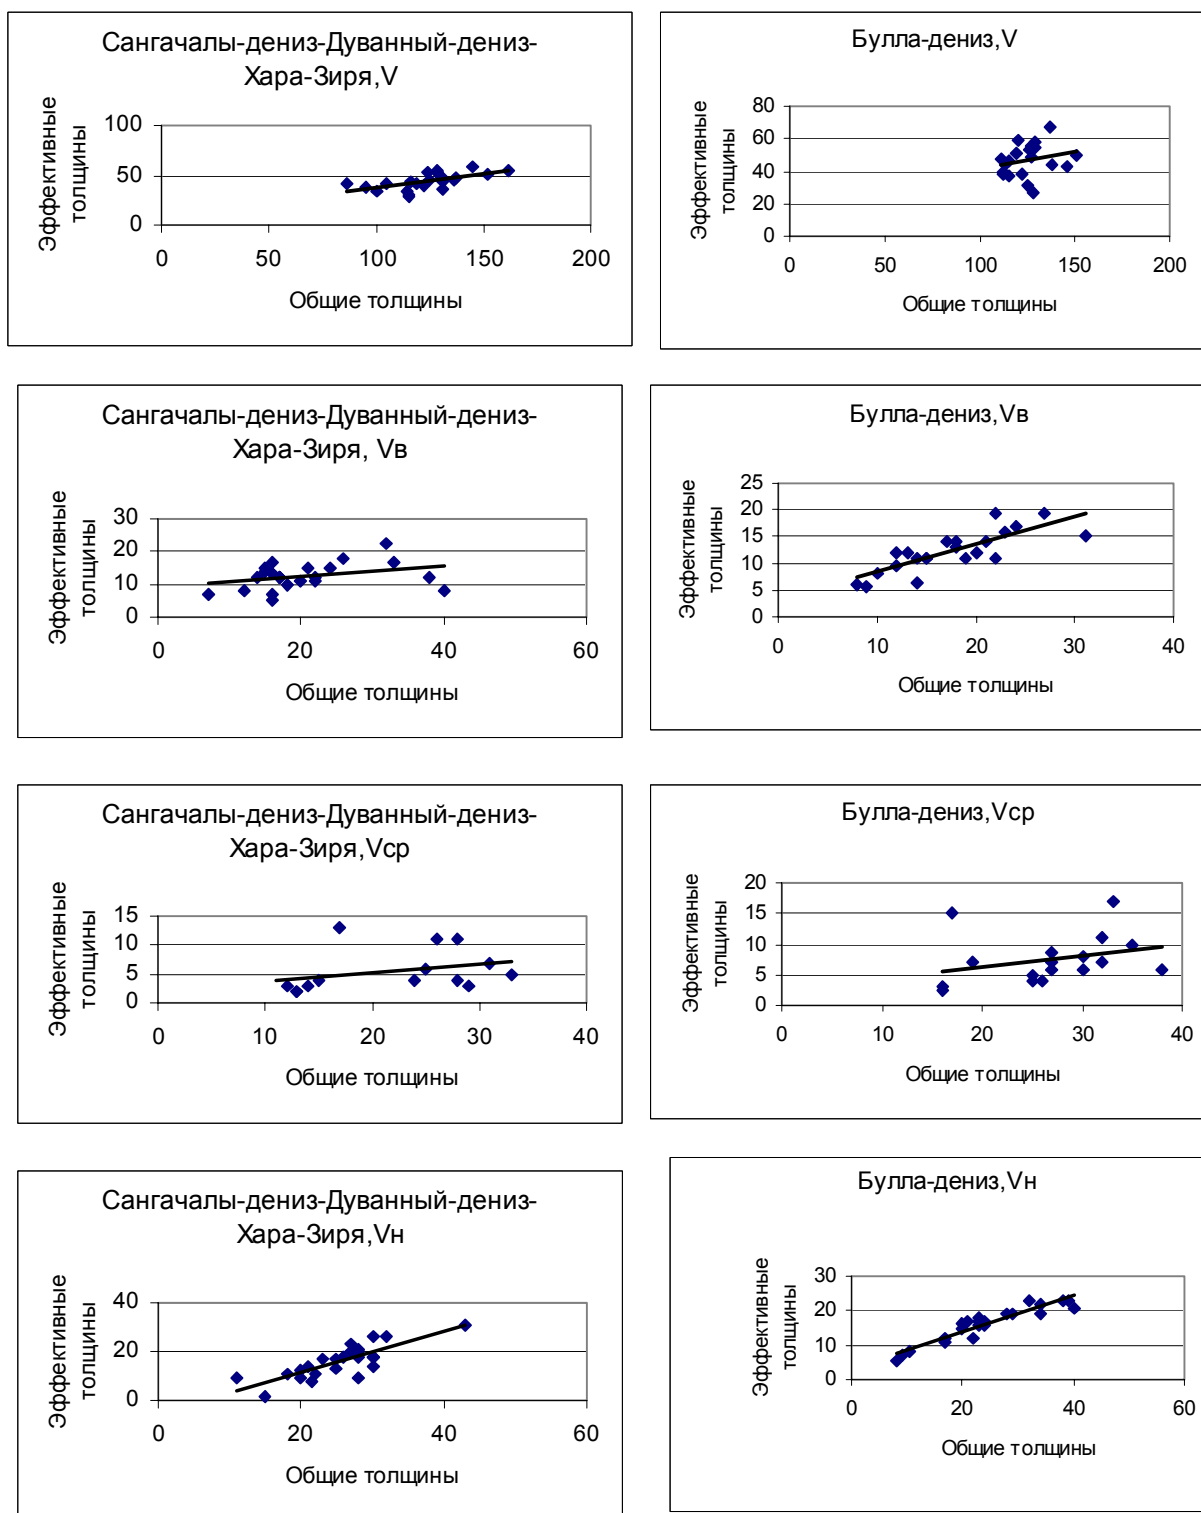 Сангачалы-дениз-Дуванный-дениз-
Хара-Зиря,V
Эффективные
толщины
100
50
0
0 50 100 150 200
Общие толщины
Булла-дениз,V
Эффективные
толщины
80
60
40
20
0
0 50 100 150 200
Общие толщины
Сангачалы-дениз-Дуванный-дениз-
Хара-Зиря, Vв
Эффективные
толщины
30
20
10
0
0 20 40 60
Общие толщины
Булла-дениз,Vв
Эффективные
толщины
25
20
15
10
5
0
0 10 20 30 40
Общие толщины
Сангачалы-дениз-Дуванный-дениз-
Хара-Зиря,Vср
Эффективные
толщины
15
10
5
0
0 10 20 30 40
Общие толщины
Булла-дениз,Vср
Эффективные
толщины
20
15
10
5
0
0 10 20 30 40
Общие толщины
Сангачалы-дениз-Дуванный-дениз-
Хара-Зиря,Vн
Эффективные
толщины
40
20
0
0 20 40 60
Общие толщины
Булла-дениз,Vн
Эффективные
толщины
30
20
10
0
0 20 40 60
Общие толщины